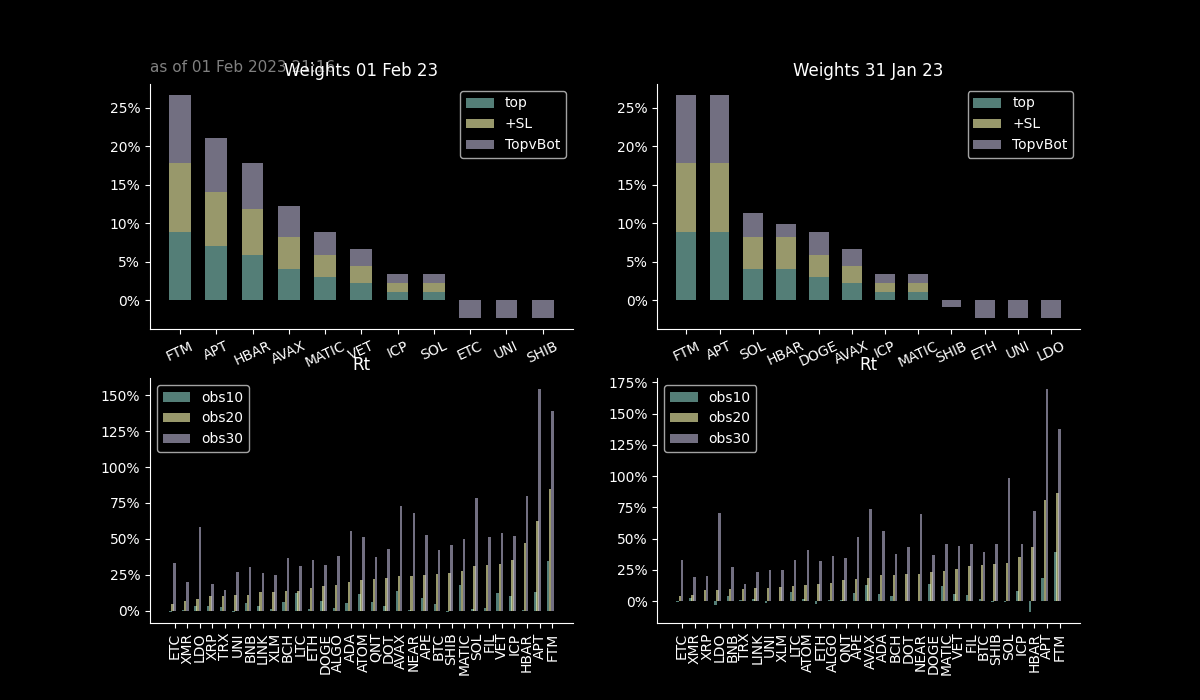 as of 01 Feb 2023 21:16
Weights 01 Feb 23
25%
20%
15%
10%
5%
0%
top
+SL
TopvBot
FTM APT HBAR AVAX MATIC VET ICP SOL ETC UNI SHIB
Weights 31 Jan 23
25%
20%
15%
10%
5%
0%
top
+SL
TopvBot
FTM APT SOL HBAR DOGE AVAX ICP MATIC SHIB ETH UNI LDO
Rt
150%
125%
100%
75%
50%
25%
0%
obs10
obs20
obs30
ETC XMR LDO XRP TRX UNI BNB LINK XLM BCH LTC ETH DOGE ALGO ADA ATOM QNT DOT AVAX NEAR APE BTC SHIB MATIC SOL FIL VET ICP HBAR APT FTM
Rt
175%
150%
125%
100%
75%
50%
25%
0%
obs10
obs20
obs30
ETC XMR XRP LDO BNB TRX LINK UNI XLM LTC ATOM ETH ALGO QNT APE AVAX ADA BCH DOT NEAR DOGE MATIC VET FIL BTC SHIB SOL ICP HBAR APT FTM